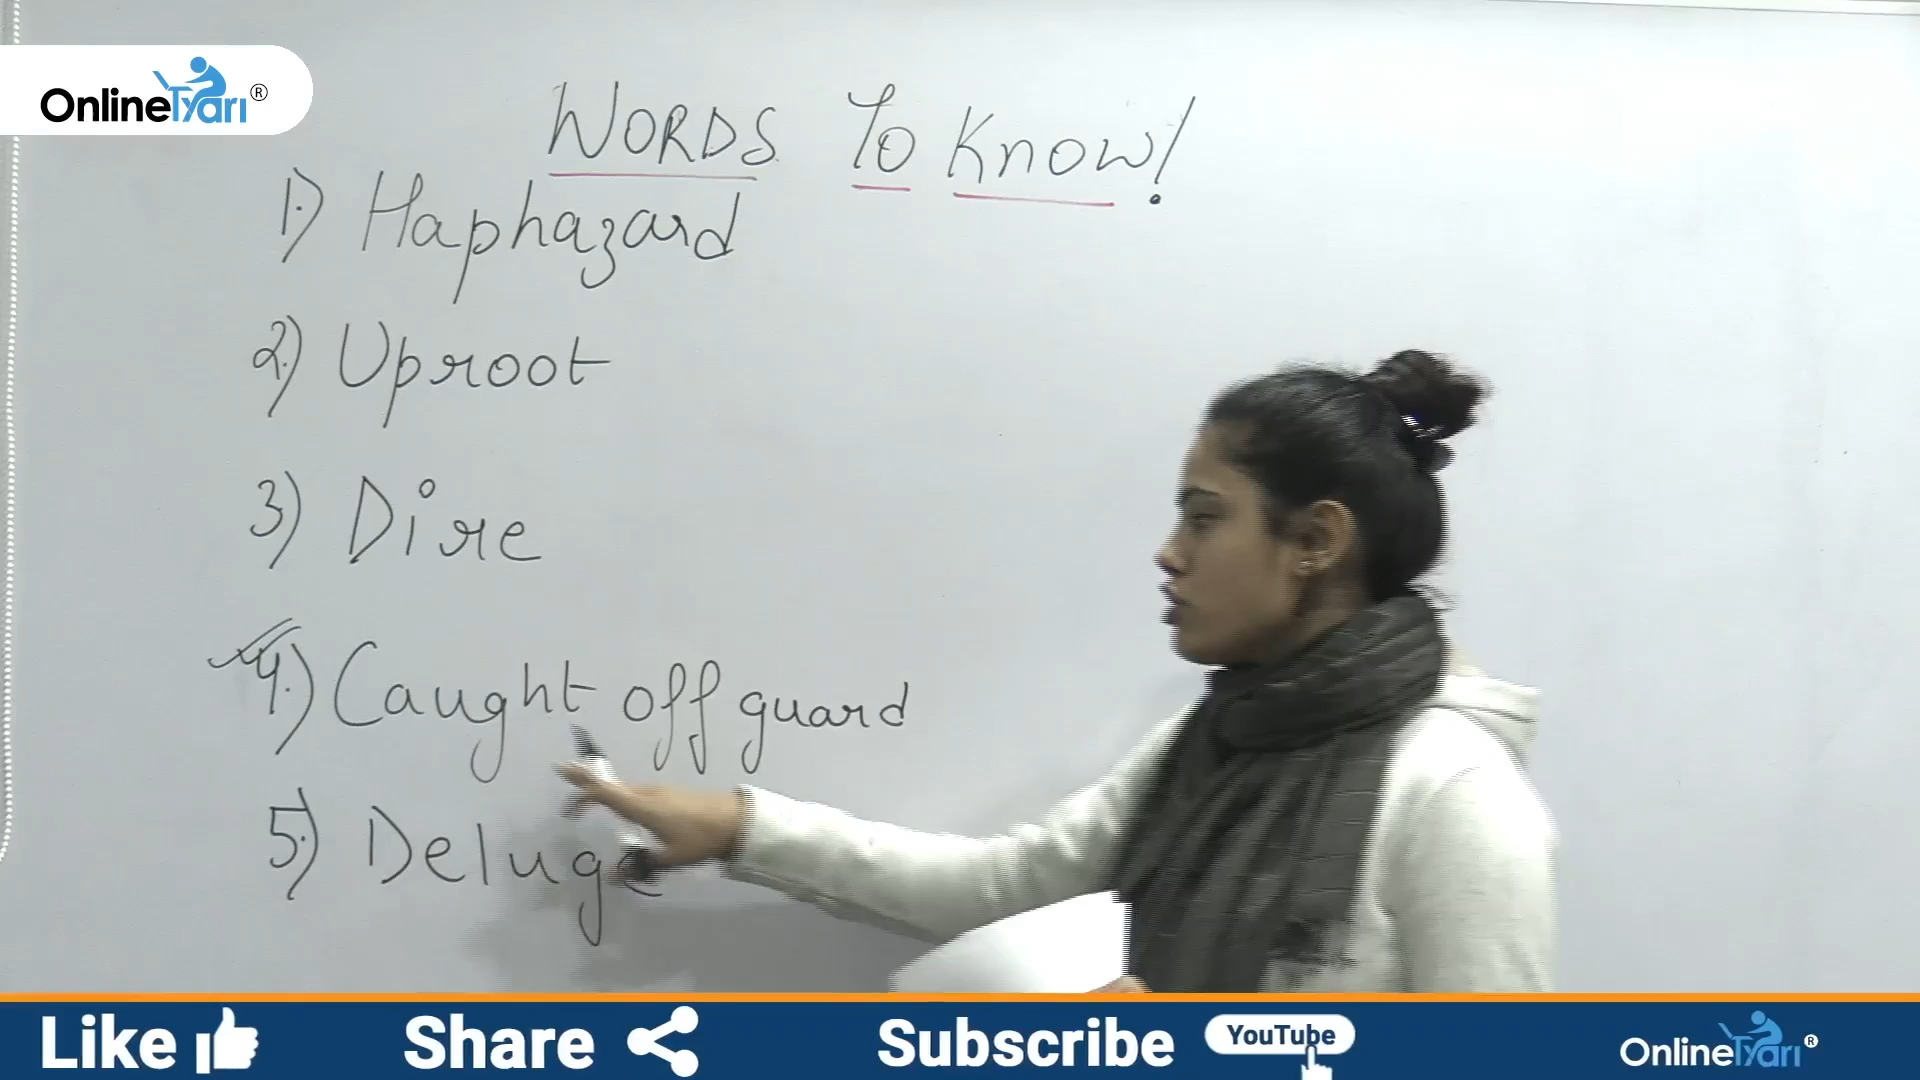 OnlineTyari®
WORDS To Know!
1.) Haphazard
2.) Uproot
3) Dire
4.) Caught off guard
5.) Deluge
Like Share Subscribe YouTube OnlineTyari®